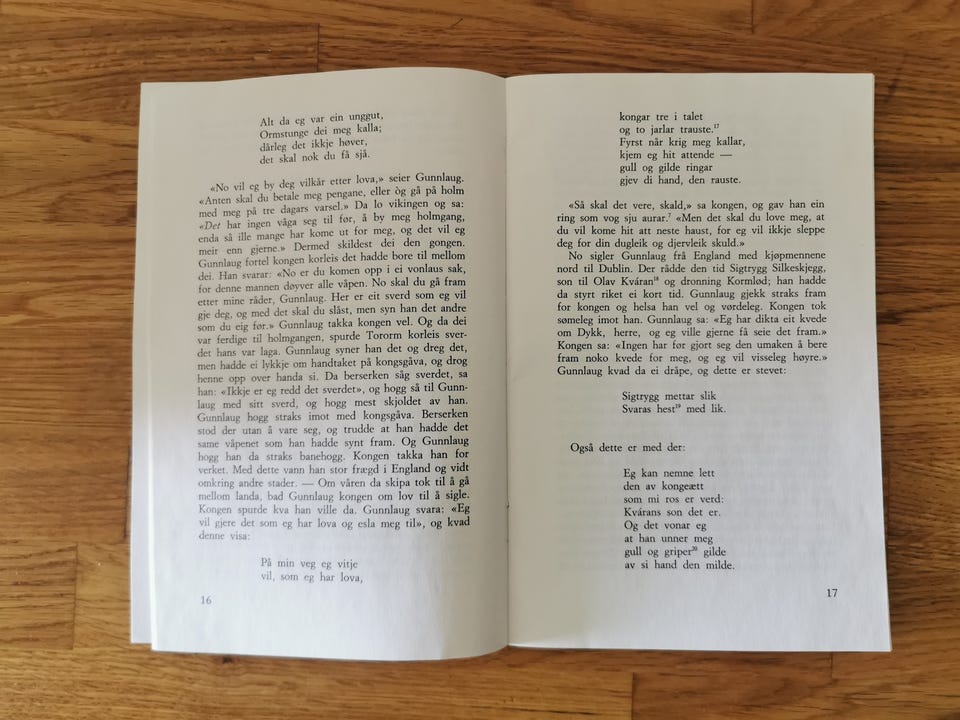 Alt da eg var ein unggut,
Ormstunge dei meg kalla;
dårleg det ikkje høver,
det skal nok du få sjå.
«No vil eg by deg vilkår etter lova,» seier Gunnlaug.
«Anten skal du betale meg pengane, eller òg gå på holm
med meg på tre dagars varsel.» Da lo vikingen og sa:
«Det har ingen våga seg til før, å by meg holmgang,
enda så ille mange har kome ut for meg, og det vil eg
meir enn gjerne.» Dermed skildest dei den gongen.
Gunnlaug fortel kongen korleis det hadde bore til mellom
dei. Han svarar: «No er du komen opp i ei vonlaus sak,
for denne mannen døyver alle våpen. No skal du gå fram
etter mine råder, Gunnlaug. Her er eit sverd som eg vil
gje deg, og med det skal du slåst, men syn han det andre
som du eig før.» Gunnlaug takka kongen vel. Og da dei
var ferdige til holmgangen, spurde Tororm korleis sver-
det hans var laga. Gunnlaug syner han det og dreg det,
men hadde ei lykkje om handtaket på kongsgåva, og drog
henne opp over handa si. Da berserken såg sverdet, sa
han: «Ikkje er eg redd det sverdet», og hogg så til Gunn-
laug med sitt sverd, og hogg mest skjoldet av han.
Gunnlaug hogg straks imot med kongsgåva. Berserken
stod der utan å vare seg, og trudde at han hadde det
same våpenet som han hadde synt fram. Og Gunnlaug
hogg han da straks banehogg. Kongen takka han for
verket. Med dette vann han stor frægd i England og vidt
omkring andre stader. — Om våren da skipa tok til å gå
mellom landa, bad Gunnlaug kongen om lov til å sigle.
Kongen spurde kva han ville da. Gunnlaug svara: «Eg
vil gjere det som eg har lova og esla meg til», og kvad
denne visa:
På min veg eg vitje
vil, som eg har lova,
16
kongar tre i talet
og to jarlar trauste.¹⁷
Fyrst når krig meg kallar,
kjem eg hit attende —
gull og gilde ringar
gjev di hand, den rauste.
«Så skal det vere, skald,» sa kongen, og gav han ein
ring som vog sju aurar.⁷ «Men det skal du love meg, at
du vil kome hit att neste haust, for eg vil ikkje sleppe
deg for din dugleik og djervleik skuld.»
No sigler Gunnlaug frå England med kjøpmennene
nord til Dublin. Der rådde den tid Sigtrygg Silkeskjegg,
son til Olav Kváran¹⁸ og dronning Kormlød; han hadde
da styrt riket ei kort tid. Gunnlaug gjekk straks fram
for kongen og helsa han vel og vørdeleg. Kongen tok
sømeleg imot han. Gunnlaug sa: «Eg har dikta eit kvede
om Dykk, herre, og eg ville gjerne få seie det fram.»
Kongen sa: «Ingen har før gjort seg den umaken å bere
fram noko kvede for meg, og eg vil visseleg høyre.»
Gunnlaug kvad da ei dråpe, og dette er stevet:
Sigtrygg mettar slik
Svaras hest¹⁹ med lik.
Også dette er med der:
Eg kan nemne lett
den av kongeætt
som mi ros er verd:
Kvárans son det er.
Og det vonar eg
at han unner meg
gull og griper²⁰ gilde
av si hand den milde.
17